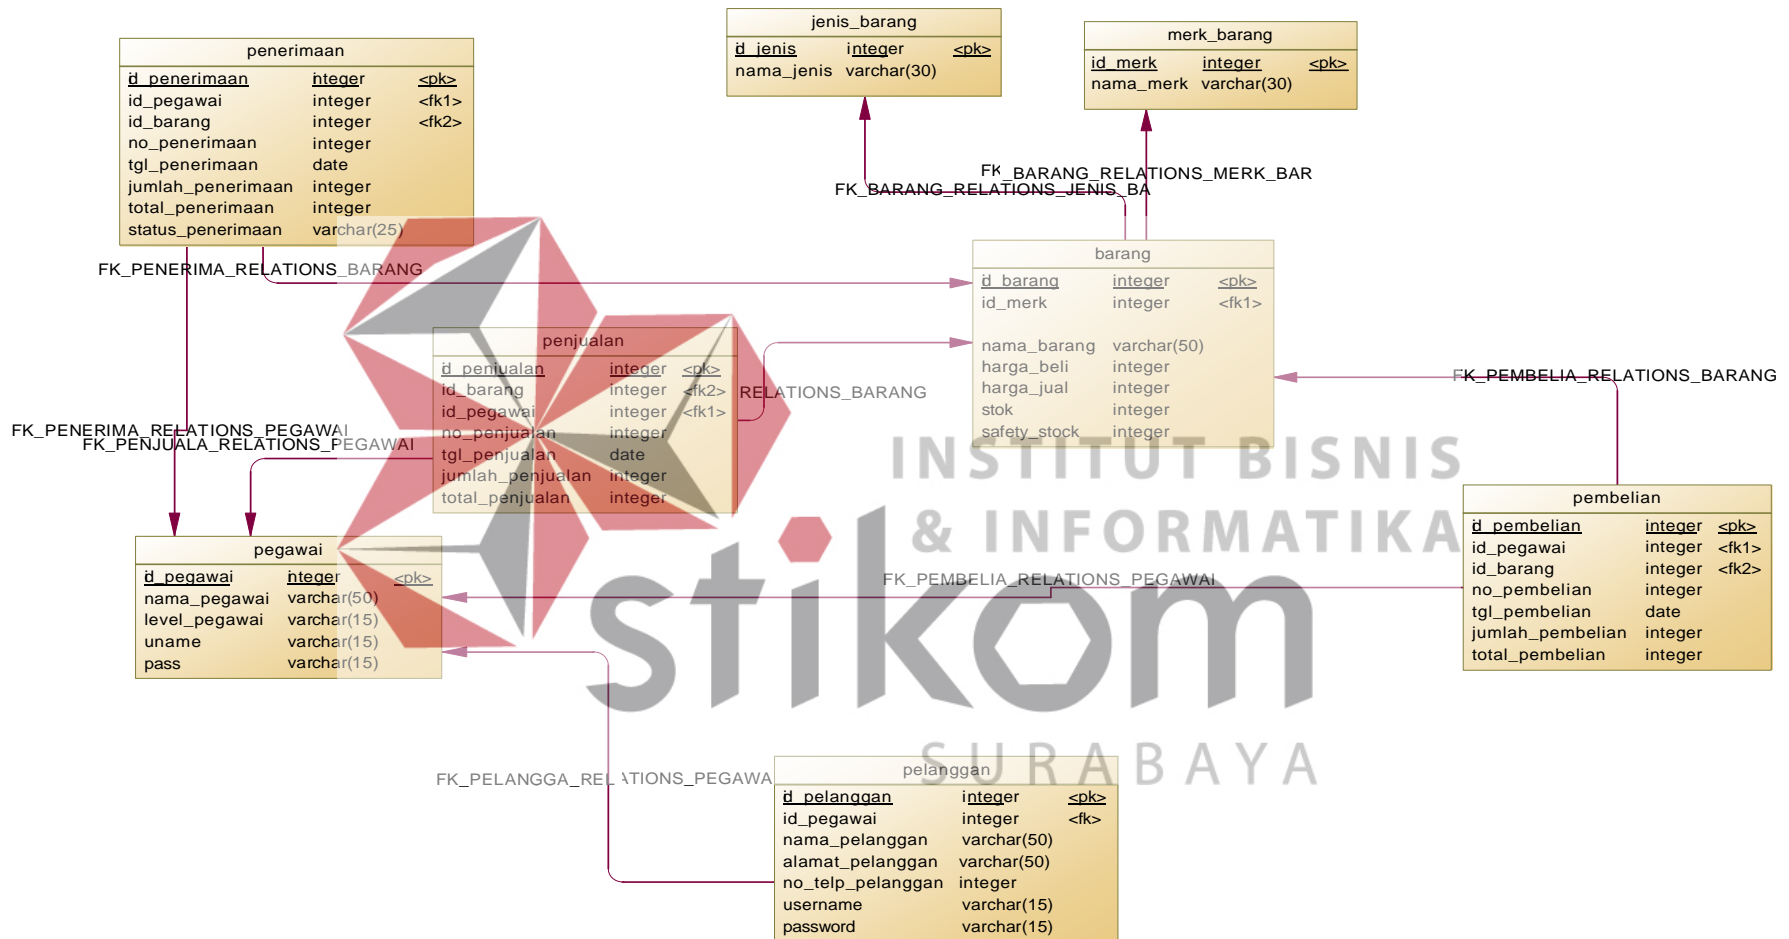 penerimaan
id_penerimaan integer <pk>
id_pegawai integer <fk1>
id_barang integer <fk2>
no_penerimaan integer
tgl_penerimaan date
jumlah_penerimaan integer
total_penerimaan integer
status_penerimaan varchar(25)
jenis_barang
id_jenis integer <pk>
nama_jenis varchar(30)
merk_barang
id_merk integer <pk>
nama_merk varchar(30)
FK_BARANG_RELATIONS_MERK_BAR
FK_BARANG_RELATIONS_JENIS_BA
FK_PENERIMA_RELATIONS_BARANG
barang
id_barang integer <pk>
id_merk integer <fk1>
nama_barang varchar(50)
harga_beli integer
harga_jual integer
stok integer
safety_stock integer
penjualan
id_penjualan integer <pk>
id_barang integer <fk2>
id_pegawai integer <fk1>
no_penjualan integer
tgl_penjualan date
jumlah_penjualan integer
total_penjualan integer
RELATIONS_BARANG
FK_PEMBELIA_RELATIONS_BARANG
FK_PENERIMA_RELATIONS_PEGAWAI
FK_PENJUALA_RELATIONS_PEGAWAI
INSTITUT BISNIS
& INFORMATIKA
stikom
SURABAYA
pembelian
id_pembelian integer <pk>
id_pegawai integer <fk1>
id_barang integer <fk2>
no_pembelian integer
tgl_pembelian date
jumlah_pembelian integer
total_pembelian integer
pegawai
id_pegawai integer <pk>
nama_pegawai varchar(50)
level_pegawai varchar(15)
uname varchar(15)
pass varchar(15)
FK_PEMBELIA_RELATIONS_PEGAWAI
FK_PELANGGA_RELATIONS_PEGAWA
pelanggan
id_pelanggan integer <pk>
id_pegawai integer <fk>
nama_pelanggan varchar(50)
alamat_pelanggan varchar(50)
no_telp_pelanggan integer
username varchar(15)
password varchar(15)